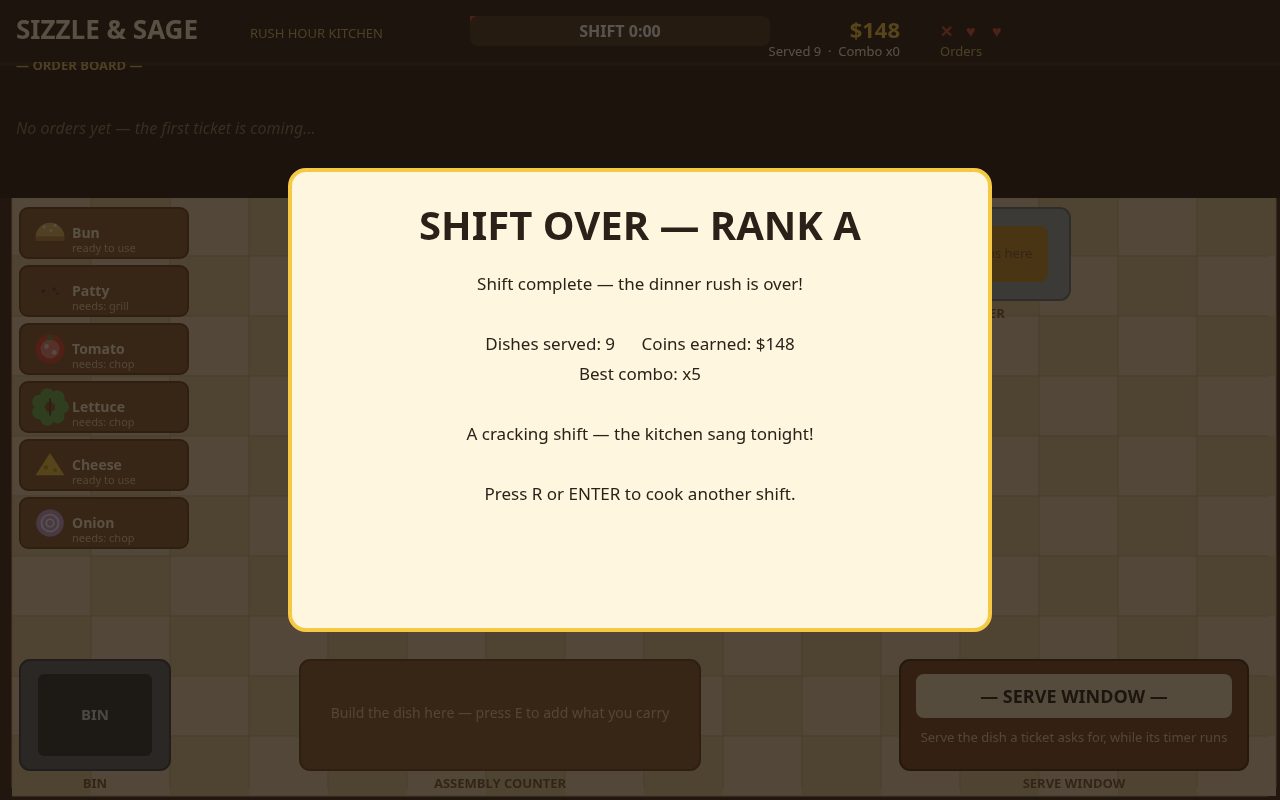 SIZZLE & SAGE
RUSH HOUR KITCHEN
SHIFT 0:00
$148
Served 9 · Combo x0
Orders
— ORDER BOARD —
No orders yet — the first ticket is coming...
SHIFT OVER — RANK A
Shift complete — the dinner rush is over!
Dishes served: 9 Coins earned: $148
Best combo: x5
A cracking shift — the kitchen sang tonight!
Press R or ENTER to cook another shift.
Bun
ready to use
Patty
needs: grill
Tomato
needs: chop
Lettuce
needs: chop
Cheese
ready to use
Onion
needs: chop
here
BIN
BIN
Build the dish here — press E to add what you carry
ASSEMBLY COUNTER
— SERVE WINDOW —
Serve the dish a ticket asks for, while its timer runs
SERVE WINDOW